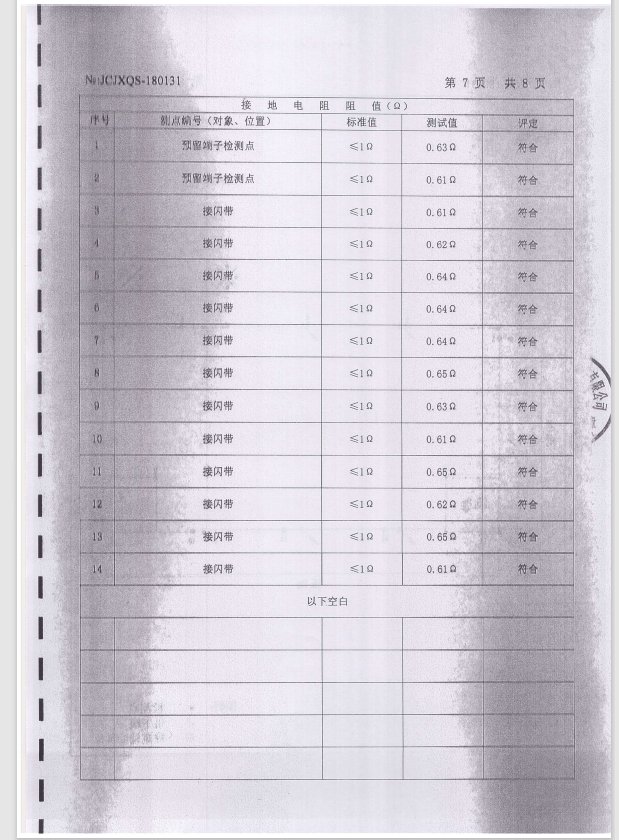 №:JCJXQS-180131
第 7 页 共 8 页
接 地 电 阻 阻 值(Ω)
序号 测点编号(对象、位置) 标准值 测试值 评定
1 预留端子检测点 ≤1Ω 0.63Ω 符合
2 预留端子检测点 ≤1Ω 0.61Ω 符合
3 接闪带 ≤1Ω 0.61Ω 符合
4 接闪带 ≤1Ω 0.62Ω 符合
5 接闪带 ≤1Ω 0.64Ω 符合
6 接闪带 ≤1Ω 0.64Ω 符合
7 接闪带 ≤1Ω 0.64Ω 符合
8 接闪带 ≤1Ω 0.65Ω 符合
9 接闪带 ≤1Ω 0.63Ω 符合
10 接闪带 ≤1Ω 0.61Ω 符合
11 接闪带 ≤1Ω 0.65Ω 符合
12 接闪带 ≤1Ω 0.62Ω 符合
13 接闪带 ≤1Ω 0.65Ω 符合
14 接闪带 ≤1Ω 0.61Ω 符合
以下空白
限公司